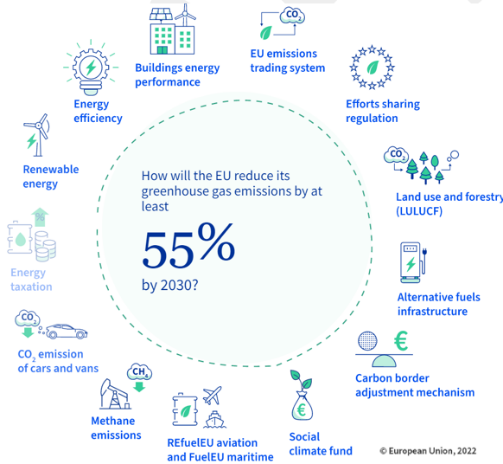 How will the EU reduce its
greenhouse gas emissions by at
least
55%
by 2030?
CO2
EU emissions
trading system
Efforts sharing
regulation
CO2
Land use and forestry
(LULUCF)
Alternative fuels
infrastructure
€
Carbon border
adjustment mechanism
€
Social
climate fund
REfuelEU aviation
and FuelEU maritime
CH4
Methane
emissions
CO2
CO2 emission
of cars and vans
Energy
taxation
Renewable
energy
Energy
efficiency
Buildings energy
performance
© European Union, 2022